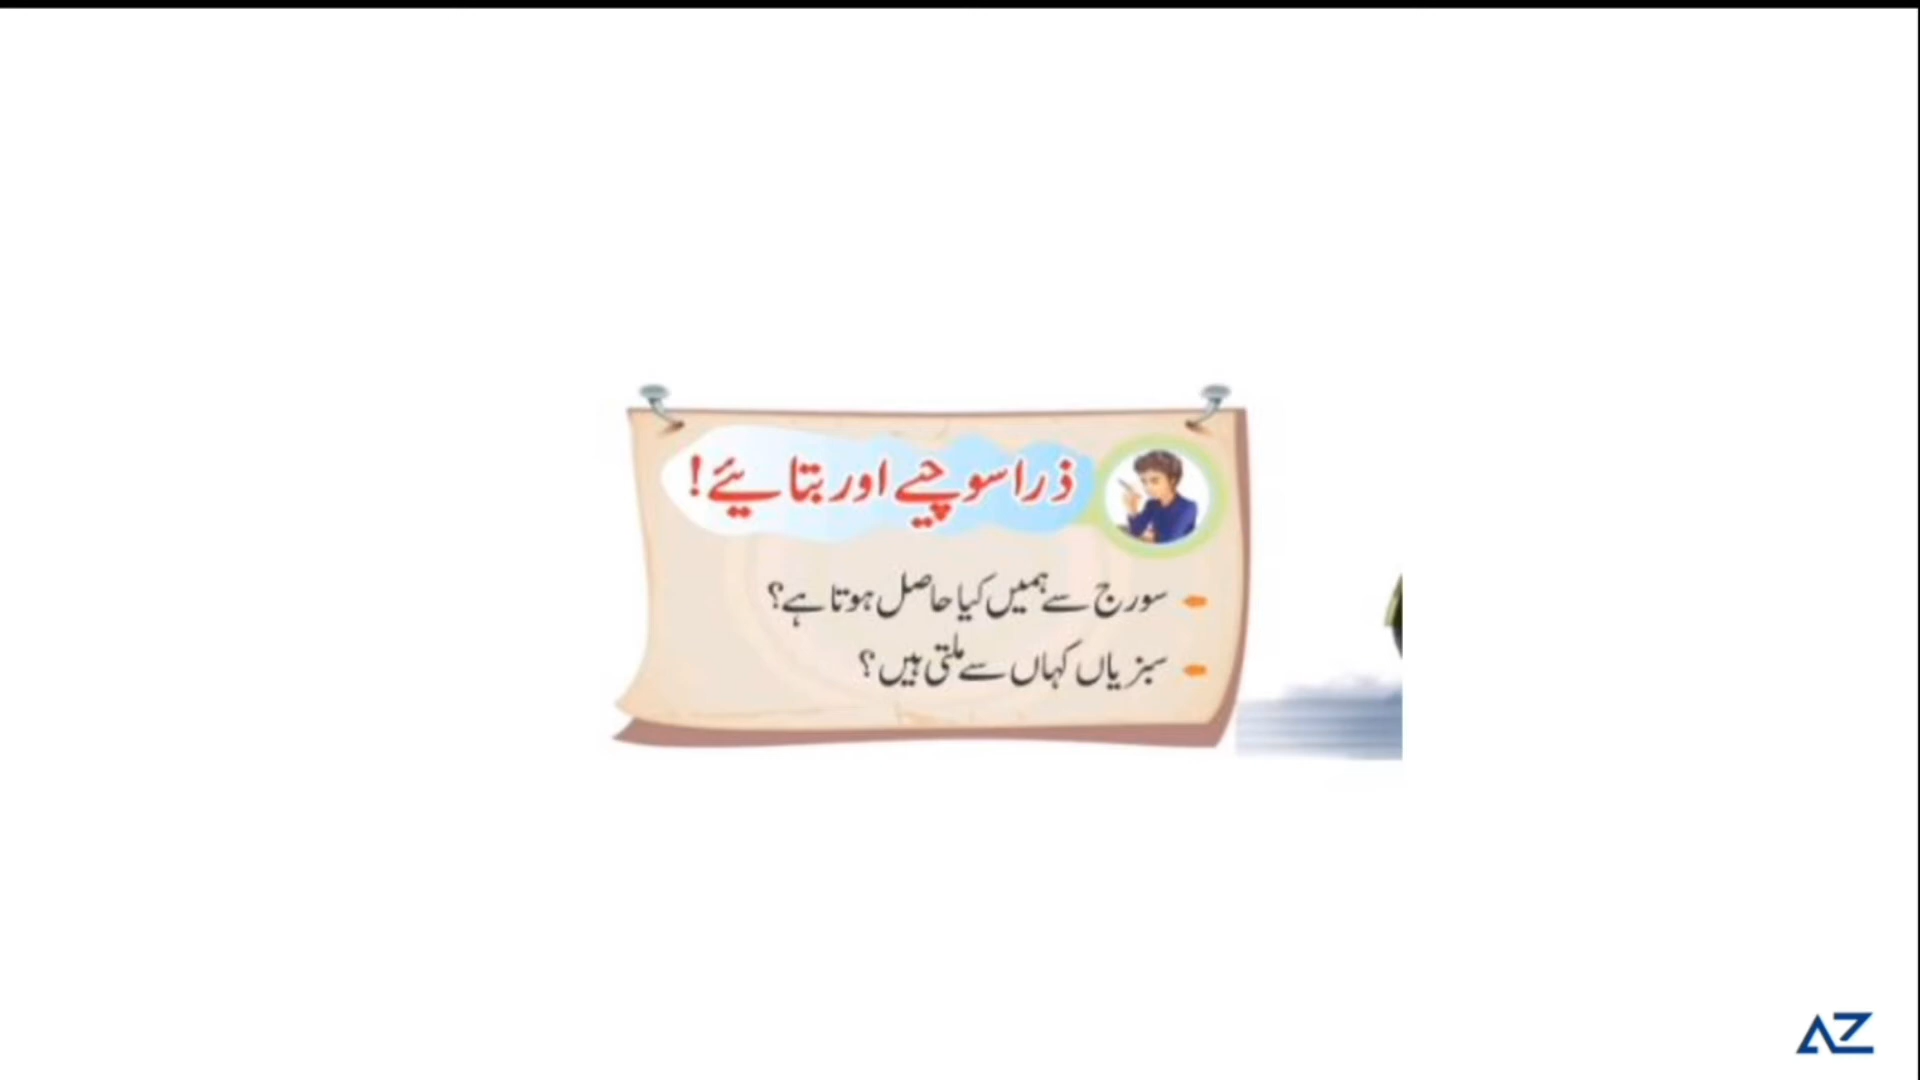 ذرا سوچیے اور بتائیے!
سورج سے ہمیں کیا حاصل ہوتا ہے؟
سبزیاں کہاں سے ملتی ہیں؟
AZ